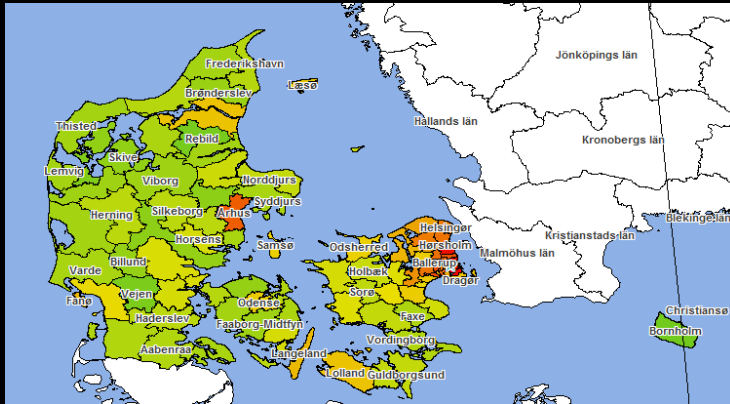 Jönköpings län
Frederikshavn
Læsø
Brønderslev
Hallands län
Thisted
Rebild
Kronobergs län
Skive
Lemvig
Viborg
Norddjurs
Syddjurs
Silkeborg
Århus
Herning
Blekinge län
Helsingør
Kristianstads län
Horsens
Samsø
Odsherred
Hørsholm
Malmöhus län
Billund
Ballerup
Varde
Holbæk
Dragør
Vejen
Sorø
Fanø
Odense
Christiansø
Haderslev
Faxe
Faaborg-Midtfyn
Bornholm
Vordingborg
Aabenraa
Langeland
Lolland
Guldborgsund